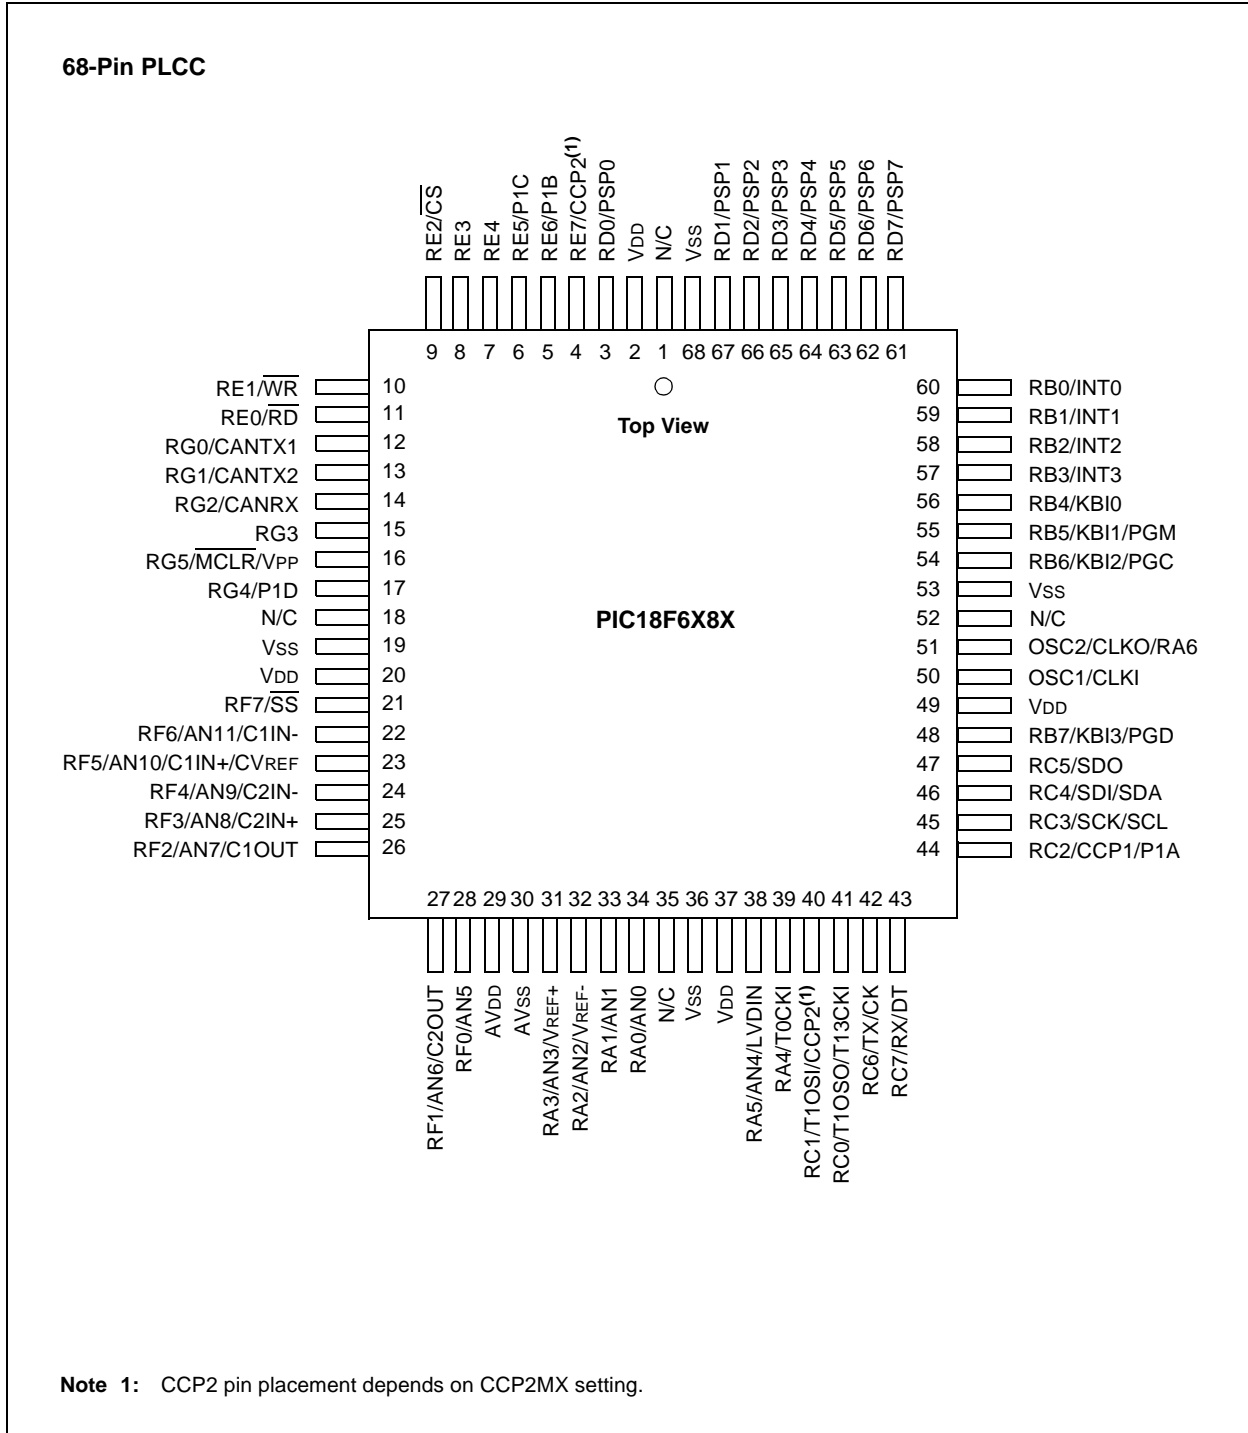 68-Pin PLCC
RE2/C̅S̅
RE3
RE4
RE5/P1C
RE6/P1B
RE7/CCP2(1)
RD0/PSP0
VDD
N/C
VSS
RD1/PSP1
RD2/PSP2
RD3/PSP3
RD4/PSP4
RD5/PSP5
RD6/PSP6
RD7/PSP7
9 8 7 6 5 4 3 2 1 68 67 66 65 64 63 62 61
RE1/W̅R̅ 10
RE0/R̅D̅ 11
RG0/CANTX1 12
RG1/CANTX2 13
RG2/CANRX 14
RG3 15
RG5/M̅C̅L̅R̅/VPP 16
RG4/P1D 17
N/C 18
VSS 19
VDD 20
RF7/S̅S̅ 21
RF6/AN11/C1IN- 22
RF5/AN10/C1IN+/CVREF 23
RF4/AN9/C2IN- 24
RF3/AN8/C2IN+ 25
RF2/AN7/C1OUT 26
Top View
PIC18F6X8X
60 RB0/INT0
59 RB1/INT1
58 RB2/INT2
57 RB3/INT3
56 RB4/KBI0
55 RB5/KBI1/PGM
54 RB6/KBI2/PGC
53 VSS
52 N/C
51 OSC2/CLKO/RA6
50 OSC1/CLKI
49 VDD
48 RB7/KBI3/PGD
47 RC5/SDO
46 RC4/SDI/SDA
45 RC3/SCK/SCL
44 RC2/CCP1/P1A
27 28 29 30 31 32 33 34 35 36 37 38 39 40 41 42 43
RF1/AN6/C2OUT
RF0/AN5
AVDD
AVSS
RA3/AN3/VREF+
RA2/AN2/VREF-
RA1/AN1
RA0/AN0
N/C
VSS
VDD
RA5/AN4/LVDIN
RA4/T0CKI
RC1/T1OSI/CCP2(1)
RC0/T1OSO/T13CKI
RC6/TX/CK
RC7/RX/DT
Note 1: CCP2 pin placement depends on CCP2MX setting.